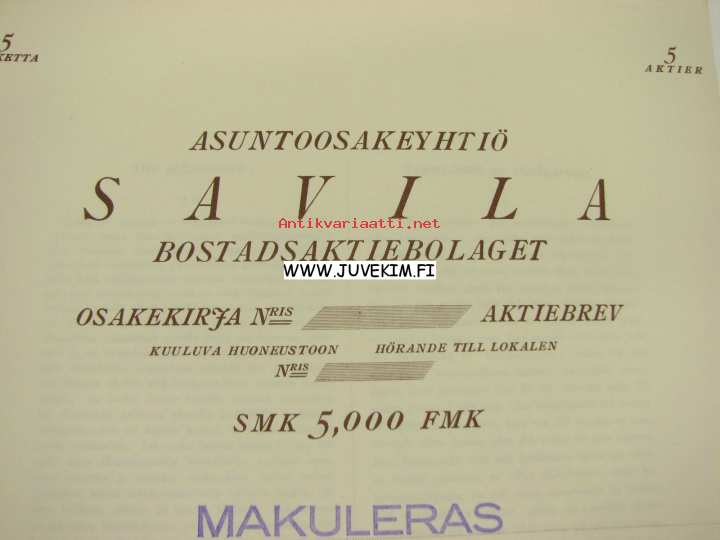 5
5
KETTA
AKTIER
ASUNTOOSAKEYHTIÖ
SAVILA
Antikvariaatti.net
BOSTADSAKTIEBOLAGET
WWW.JUVEKIM.FI
OSAKEKIRJA NRIS AKTIEBREV
KUULUVA HUONEUSTOON HÖRANDE TILL LOKALEN
NRIS
SMK 5,000 FMK
MAKULERAS